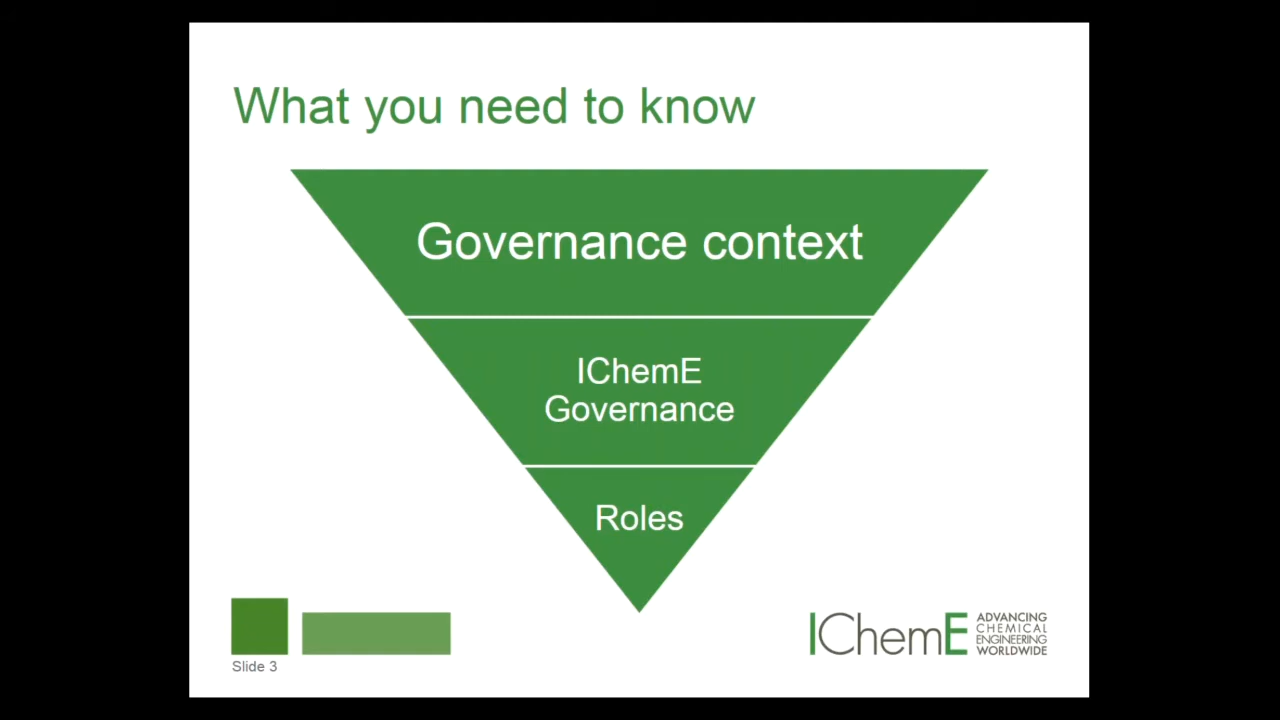 What you need to know
Governance context
IChemE
Governance
Roles
Slide 3
IChemE
ADVANCING
CHEMICAL
ENGINEERING
WORLDWIDE